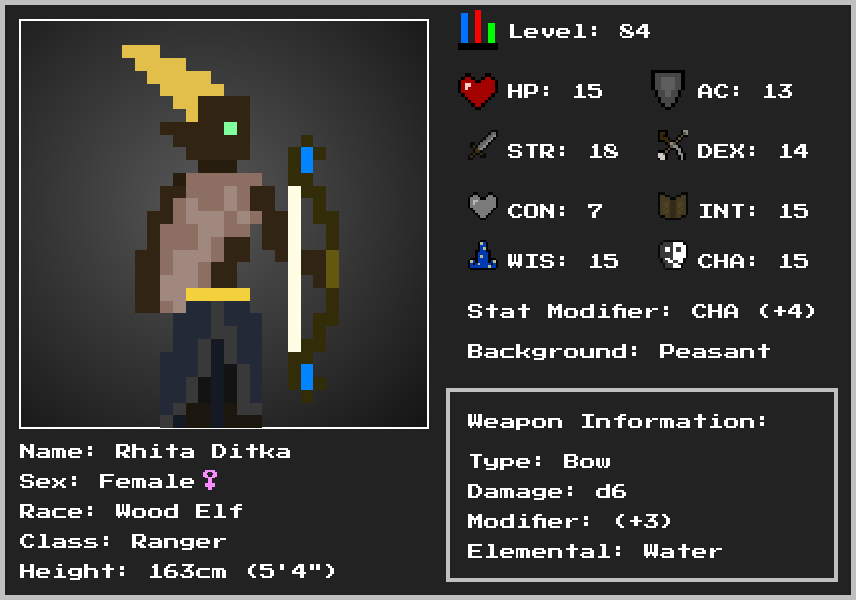 Level: 84
HP: 15 AC: 13
STR: 18 DEX: 14
CON: 7 INT: 15
WIS: 15 CHA: 15
Stat Modifier: CHA (+4)
Background: Peasant
Name: Rhita Ditka
Sex: Female♀
Race: Wood Elf
Class: Ranger
Height: 163cm (5'4")
Weapon Information:
Type: Bow
Damage: d6
Modifier: (+3)
Elemental: Water